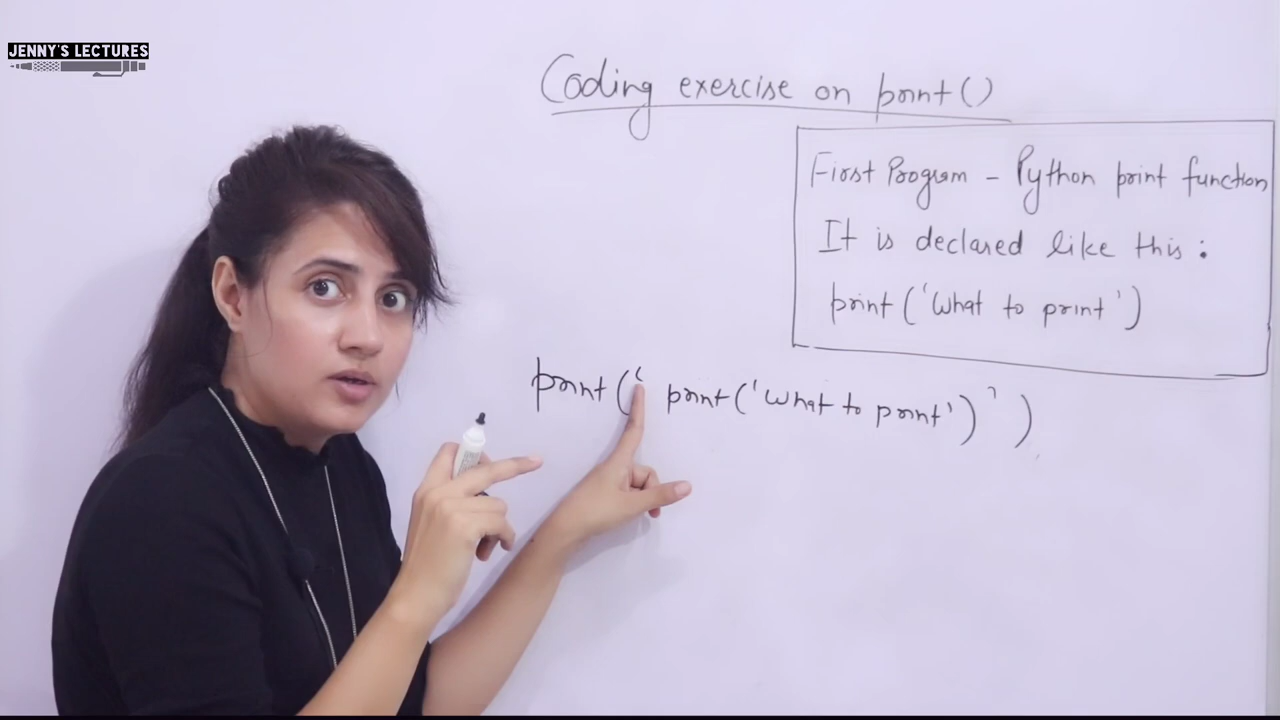 JENNY'S LECTURES
Coding exercise on print()
First Program - Python print function
It is declared like this :
print('What to print')
print(' print('What to print') ' )